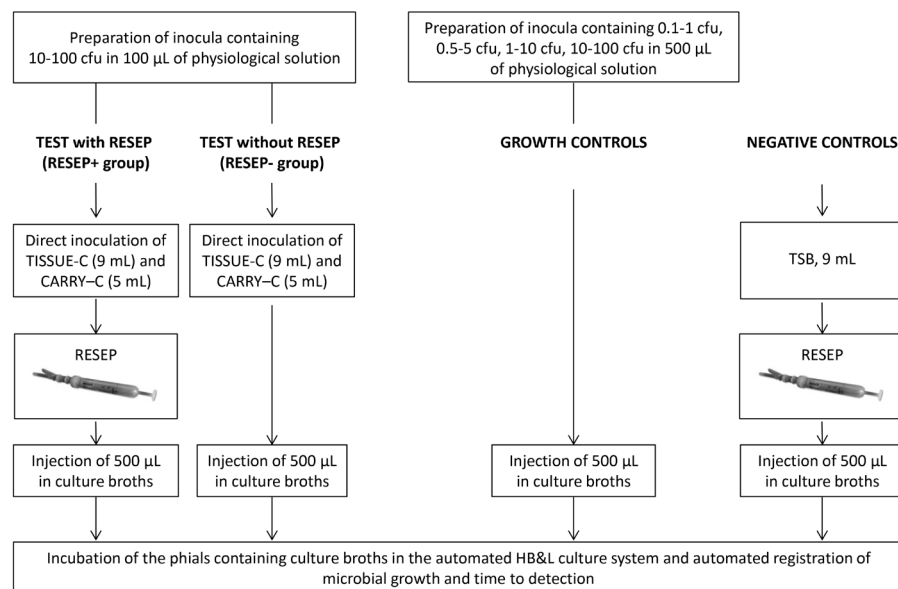 Preparation of inocula containing
10-100 cfu in 100 µL of physiological solution
Preparation of inocula containing 0.1-1 cfu,
0.5-5 cfu, 1-10 cfu, 10-100 cfu in 500 µL
of physiological solution
TEST with RESEP
(RESEP+ group)
TEST without RESEP
(RESEP- group)
GROWTH CONTROLS
NEGATIVE CONTROLS
Direct inoculation of
TISSUE-C (9 mL) and
CARRY–C (5 mL)
Direct inoculation of
TISSUE-C (9 mL) and
CARRY–C (5 mL)
TSB, 9 mL
RESEP
RESEP
Injection of 500 µL
in culture broths
Injection of 500 µL
in culture broths
Injection of 500 µL
in culture broths
Injection of 500 µL
in culture broths
Incubation of the phials containing culture broths in the automated HB&L culture system and automated registration of
microbial growth and time to detection